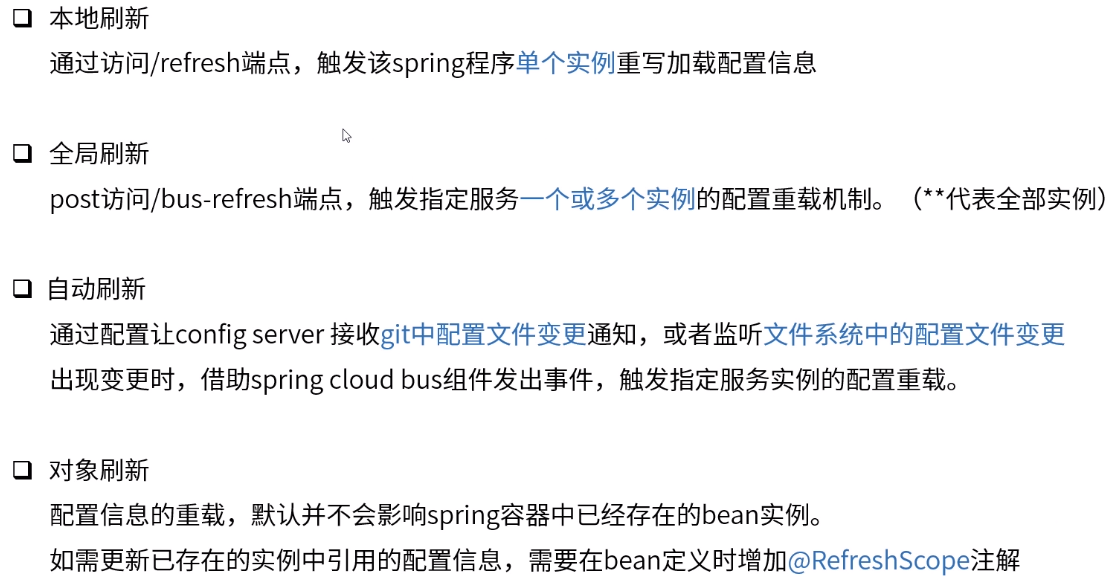 本地刷新
通过访问/refresh端点，触发该spring程序单个实例重写加载配置信息
全局刷新
post访问/bus-refresh端点，触发指定服务一个或多个实例的配置重载机制。（**代表全部实例）
自动刷新
通过配置让config server 接收git中配置文件变更通知，或者监听文件系统中的配置文件变更
出现变更时，借助spring cloud bus组件发出事件，触发指定服务实例的配置重载。
对象刷新
配置信息的重载，默认并不会影响spring容器中已经存在的bean实例。
如需更新已存在的实例中引用的配置信息，需要在bean定义时增加@RefreshScope注解